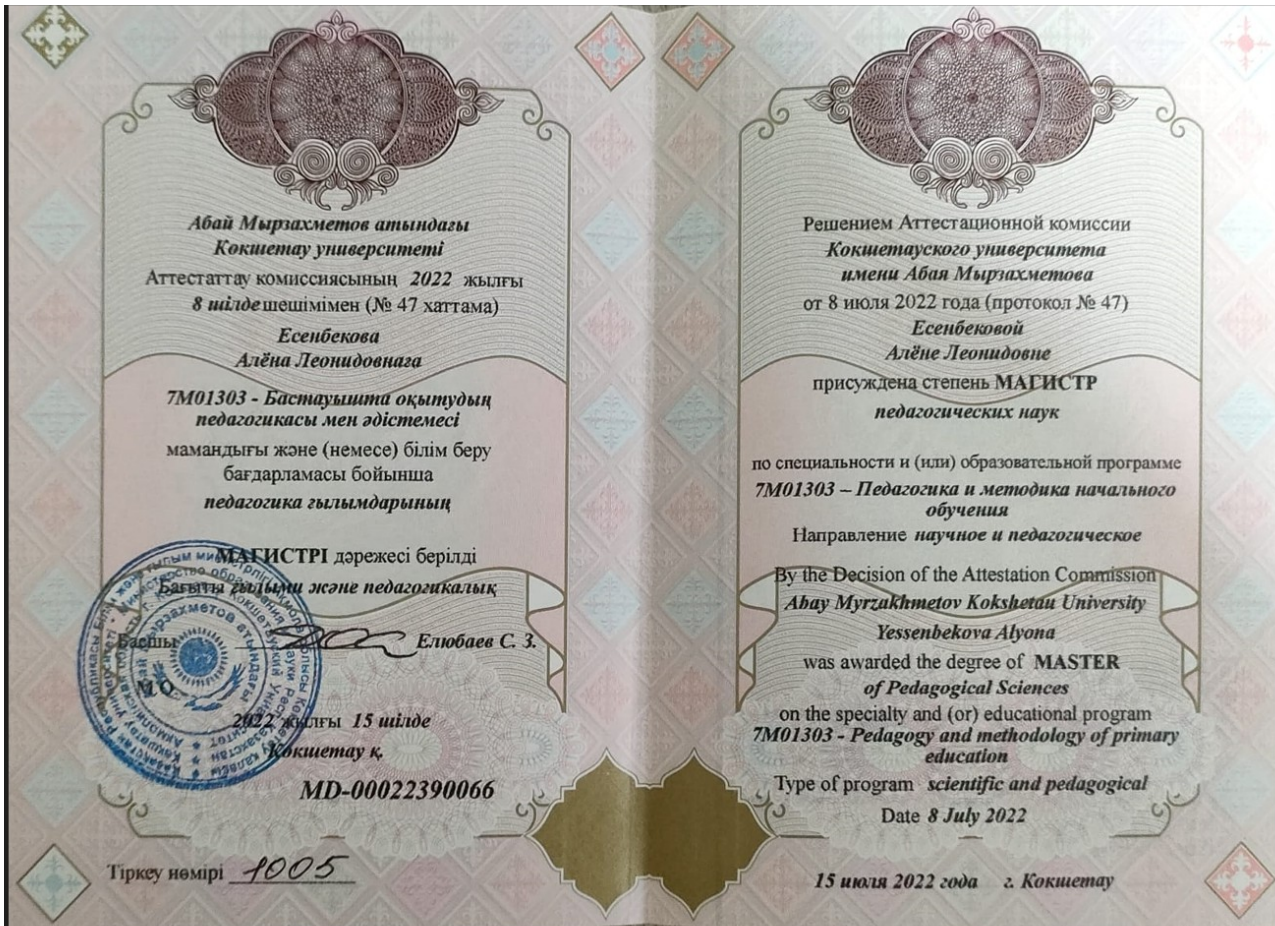 Абай Мырзахметов атындағы
Көкшетау университеті
Аттестаттау комиссиясының 2022 жылғы
8 шілде шешімімен (№ 47 хаттама)
Есенбекова
Алёна Леонидовнаға
7М01303 - Бастауышта оқытудың
педагогикасы мен әдістемесі
мамандығы және (немесе) білім беру
бағдарламасы бойынша
педагогика ғылымдарының
МАГИСТРІ дәрежесі берілді
Бағыты ғылыми және педагогикалық
Басшы Елюбаев С. З.
М.О.
2022 жылғы 15 шілде
Көкшетау қ.
MD-00022390066
Тіркеу нөмірі 1005
Решением Аттестационной комиссии
Кокшетауского университета
имени Абая Мырзахметова
от 8 июля 2022 года (протокол № 47)
Есенбековой
Алёне Леонидовне
присуждена степень МАГИСТР
педагогических наук
по специальности и (или) образовательной программе
7М01303 – Педагогика и методика начального
обучения
Направление научное и педагогическое
By the Decision of the Attestation Commission
Abay Myrzakhmetov Kokshetau University
Yessenbekova Alyona
was awarded the degree of MASTER
of Pedagogical Sciences
on the specialty and (or) educational program
7M01303 - Pedagogy and methodology of primary
education
Type of program scientific and pedagogical
Date 8 July 2022
15 июля 2022 года г. Кокшетау